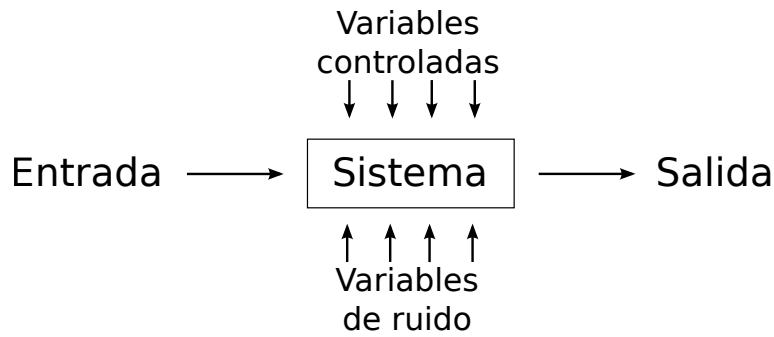 Variables
controladas
Entrada
Sistema
Salida
Variables
de ruido